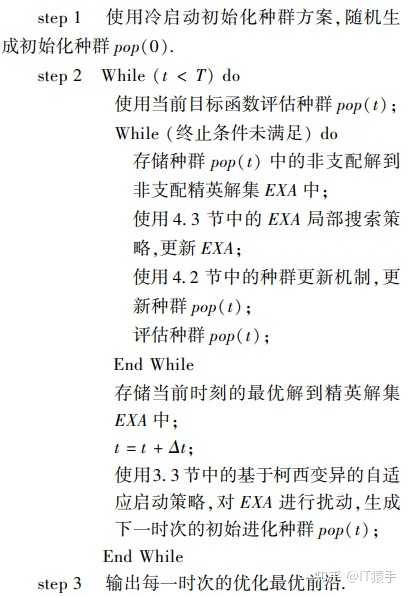 step 1 使用冷启动初始化种群方案,随机生
成初始化种群 pop(0).
step 2 While (t < T) do
使用当前目标函数评估种群 pop(t);
While (终止条件未满足) do
存储种群 pop(t) 中的非支配解到
非支配精英解集 EXA 中;
使用 4.3 节中的 EXA 局部搜索策
略,更新 EXA;
使用 4.2 节中的种群更新机制,更
新种群 pop(t);
评估种群 pop(t);
End While
存储当前时刻的最优解到精英解集
EXA 中;
t = t + Δt;
使用3.3 节中的基于柯西变异的自适
应启动策略,对 EXA 进行扰动,生成
下一时次的初始进化种群 pop(t);
End While
step 3 输出每一时次的优化最优前沿.
知乎 @IT猿手